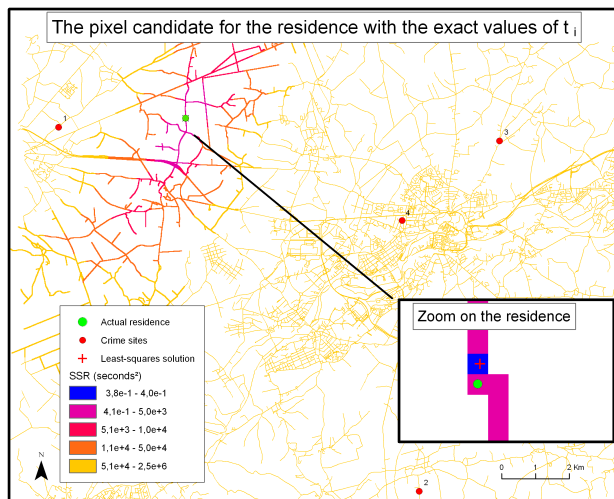 The pixel candidate for the residence with the exact values of t i
1
3
4
Actual residence
Crime sites
Least-squares solution
SSR (seconds²)
3,8e-1 - 4,0e-1
4,1e-1 - 5,0e+3
5,1e+3 - 1,0e+4
1,1e+4 - 5,0e+4
5,1e+4 - 2,5e+6
Zoom on the residence
N
0 1 2 Km
2